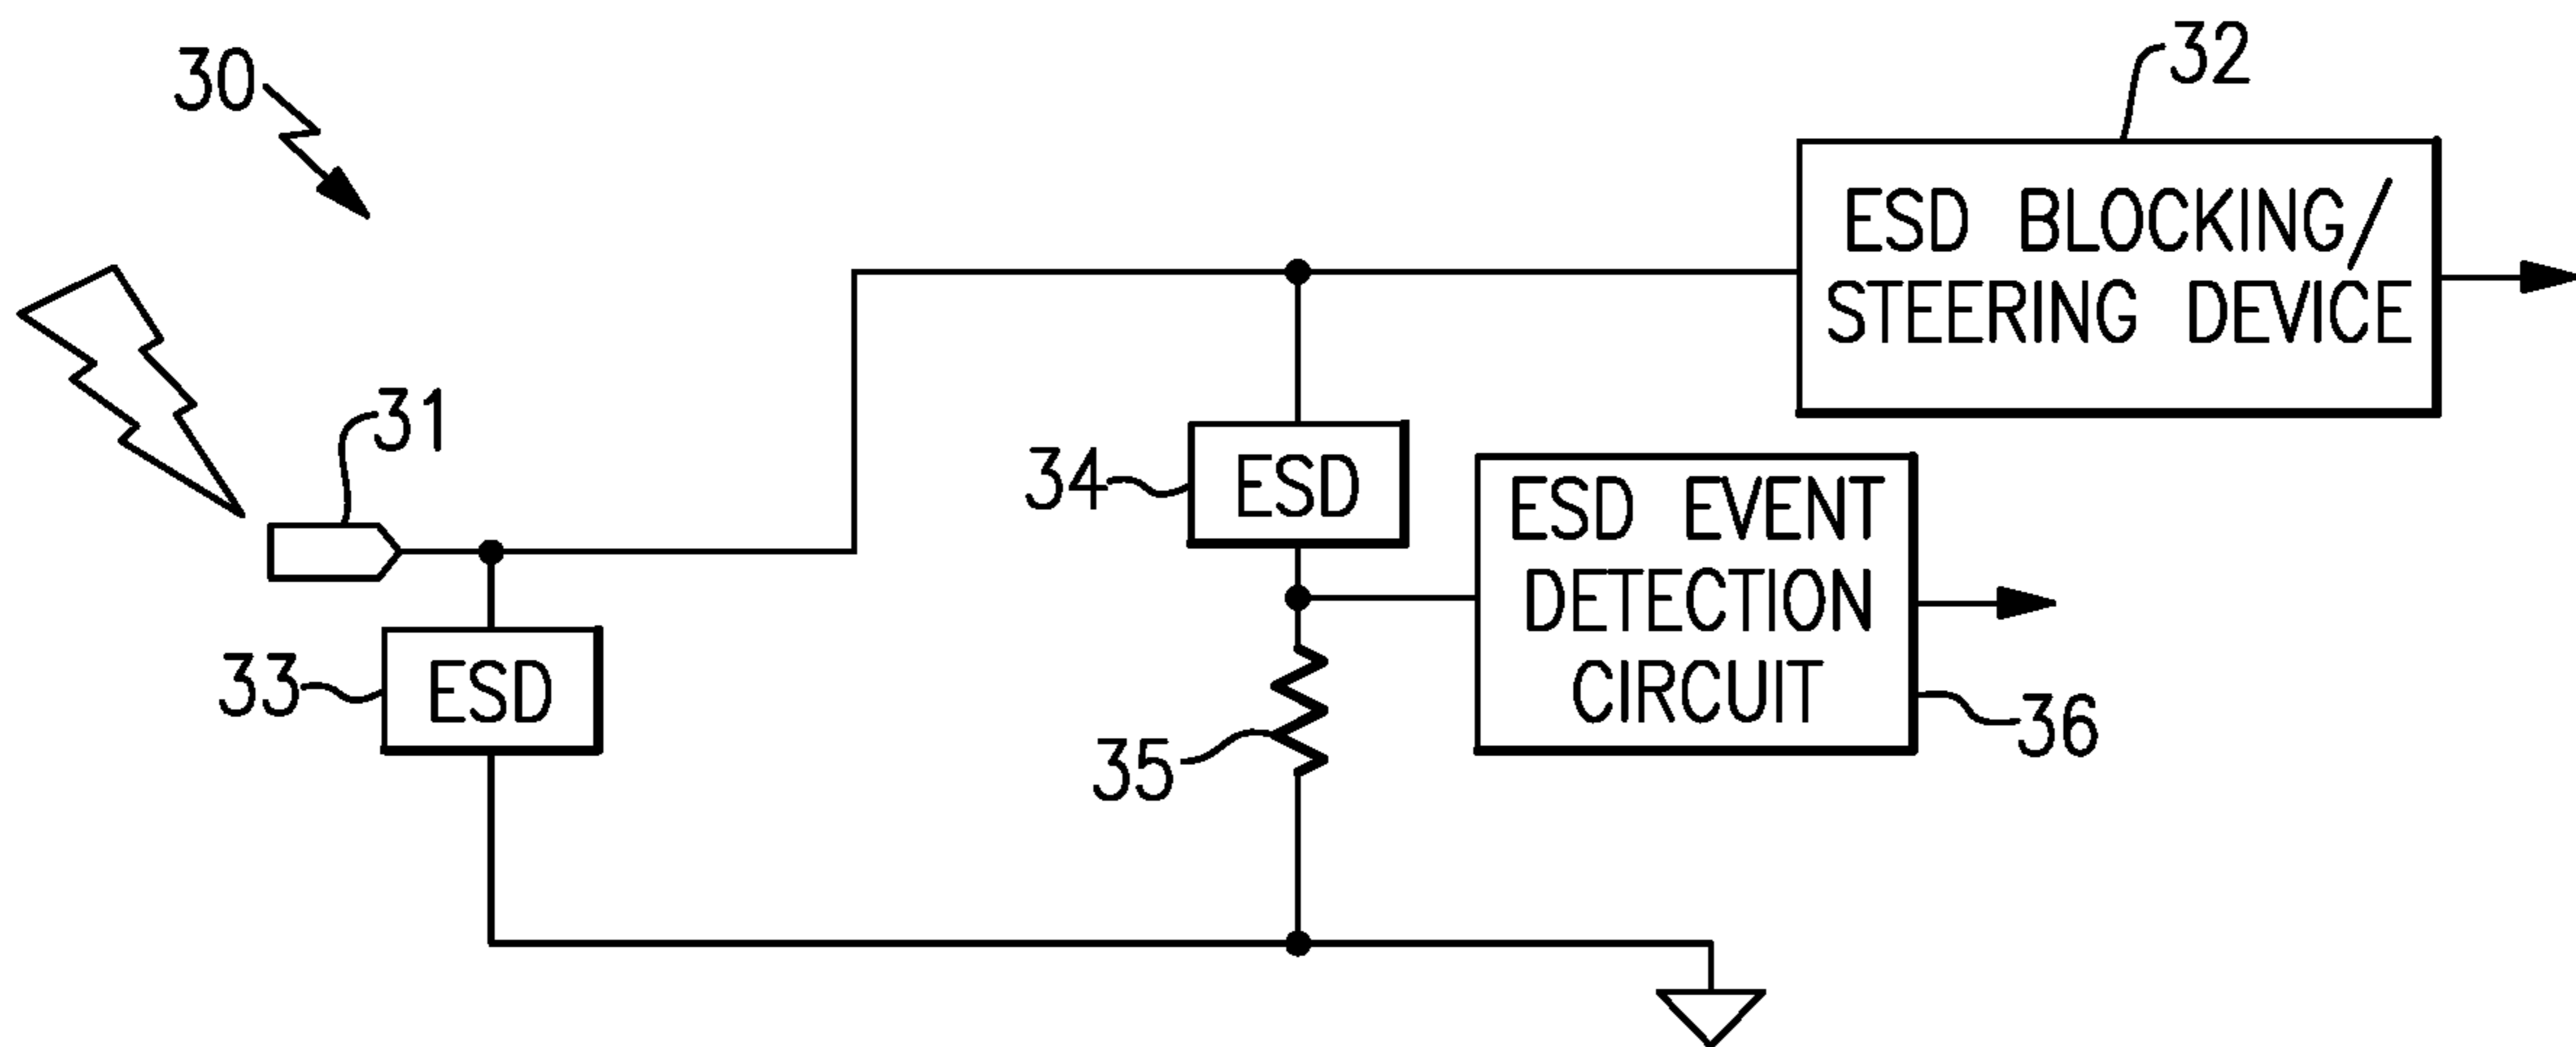 30
32
ESD BLOCKING/
STEERING DEVICE
31
34
ESD
ESD EVENT
DETECTION
CIRCUIT
33
ESD
35
36